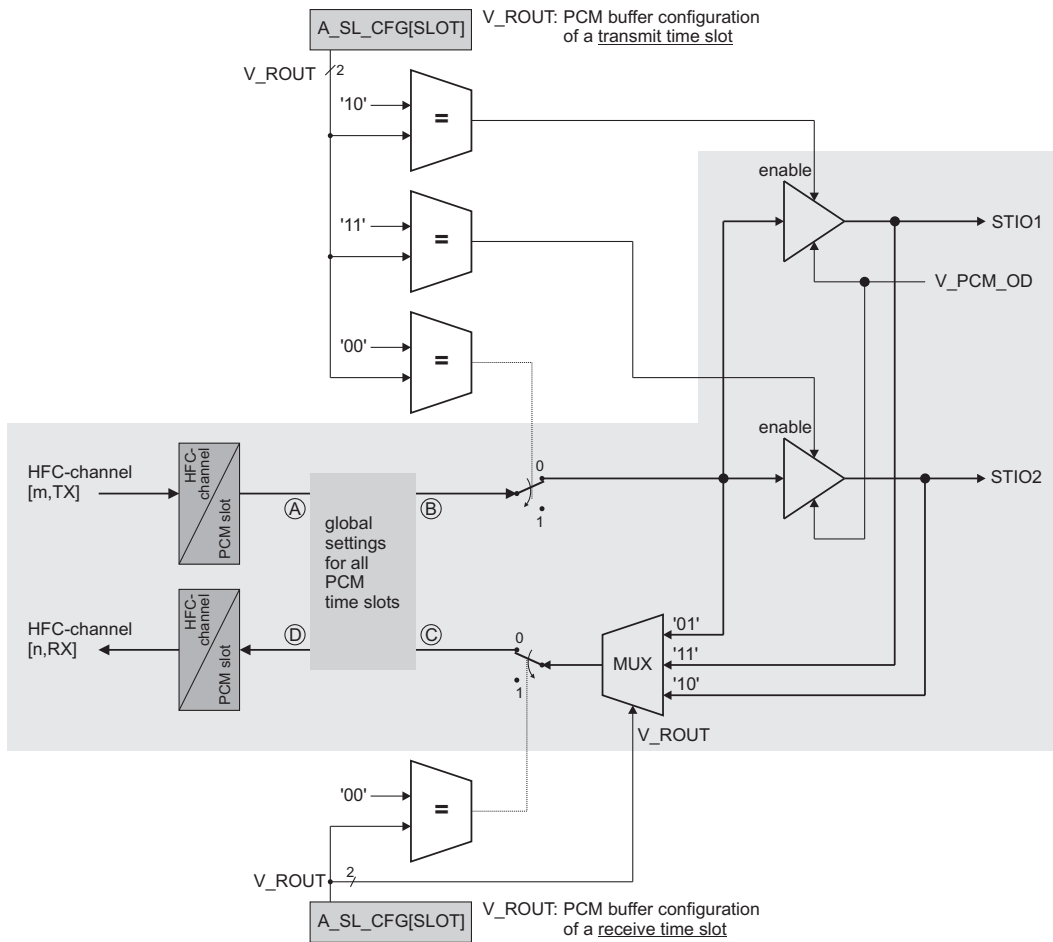 A_SL_CFG[SLOT]
V_ROUT: PCM buffer configuration
of a transmit time slot
V_ROUT
2
'10'
=
enable
STIO1
'11'
=
V_PCM_OD
'00'
=
enable
HFC-channel
[m,TX]
HFC-
channel
PCM slot
A
B
0
1
STIO2
global
settings
for all
PCM
time slots
HFC-channel
[n,RX]
HFC-
channel
PCM slot
D
C
0
1
MUX
'01'
'11'
'10'
V_ROUT
'00'
=
V_ROUT
2
A_SL_CFG[SLOT]
V_ROUT: PCM buffer configuration
of a receive time slot